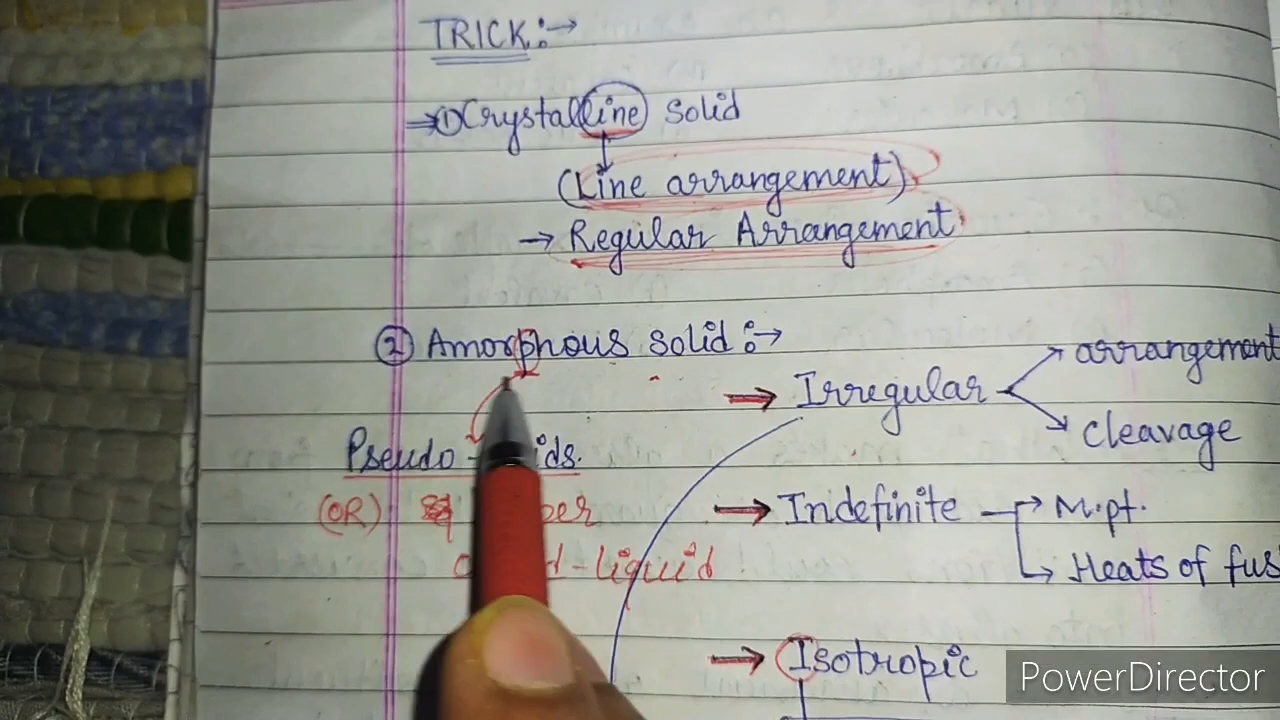 TRICK:→
⇒①Crystalline Solid
(Line arrangement)
→ Regular Arrangement
② Amorphous solid:→
→ Irregular
arrangement
cleavage
Pseudo -
(OR)
-liquid
→ Indefinite → M.pt.
→ Heats of fus
→ Isotropic
PowerDirector